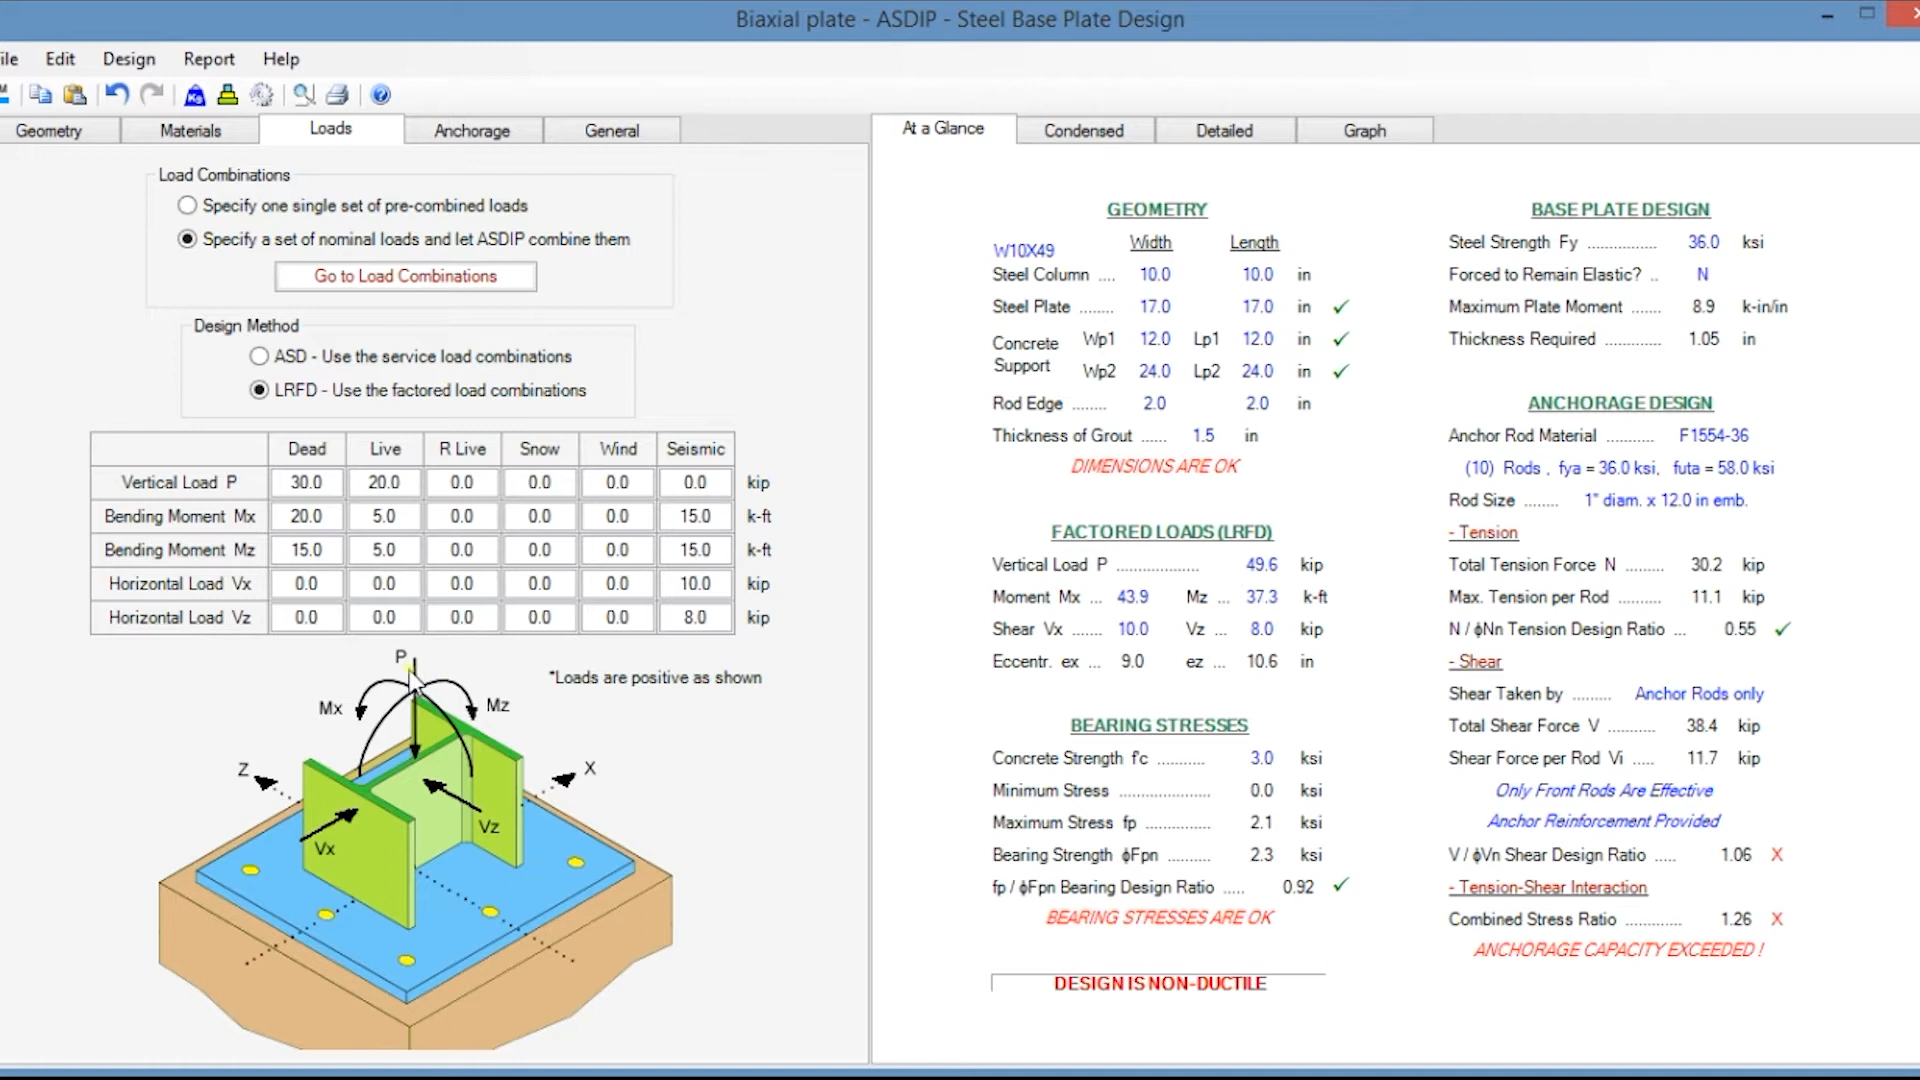 Biaxial plate - ASDIP - Steel Base Plate Design
ile Edit Design Report Help
Geometry Materials Loads Anchorage General
Load Combinations
Specify one single set of pre-combined loads
Specify a set of nominal loads and let ASDIP combine them
Go to Load Combinations
Design Method
ASD - Use the service load combinations
LRFD - Use the factored load combinations
Dead Live R Live Snow Wind Seismic
Vertical Load P 30.0 20.0 0.0 0.0 0.0 0.0 kip
Bending Moment Mx 20.0 5.0 0.0 0.0 0.0 15.0 k-ft
Bending Moment Mz 15.0 5.0 0.0 0.0 0.0 15.0 k-ft
Horizontal Load Vx 0.0 0.0 0.0 0.0 0.0 10.0 kip
Horizontal Load Vz 0.0 0.0 0.0 0.0 0.0 8.0 kip
P
*Loads are positive as shown
Mx Mz
Z X
Vz
Vx
At a Glance Condensed Detailed Graph
GEOMETRY
W10X49 Width Length
Steel Column .... 10.0 10.0 in
Steel Plate ........ 17.0 17.0 in ✓
Concrete Support Wp1 12.0 Lp1 12.0 in ✓
Wp2 24.0 Lp2 24.0 in ✓
Rod Edge ........ 2.0 2.0 in
Thickness of Grout ...... 1.5 in
DIMENSIONS ARE OK
FACTORED LOADS (LRFD)
Vertical Load P ................... 49.6 kip
Moment Mx ... 43.9 Mz ... 37.3 k-ft
Shear Vx ....... 10.0 Vz ... 8.0 kip
Eccentr. ex ... 9.0 ez ... 10.6 in
BEARING STRESSES
Concrete Strength f'c ........... 3.0 ksi
Minimum Stress ..................... 0.0 ksi
Maximum Stress fp .............. 2.1 ksi
Bearing Strength ϕFpn .......... 2.3 ksi
fp / ϕFpn Bearing Design Ratio ..... 0.92 ✓
BEARING STRESSES ARE OK
DESIGN IS NON-DUCTILE
BASE PLATE DESIGN
Steel Strength Fy ................ 36.0 ksi
Forced to Remain Elastic? .. N
Maximum Plate Moment ....... 8.9 k-in/in
Thickness Required ............. 1.05 in
ANCHORAGE DESIGN
Anchor Rod Material ........... F1554-36
(10) Rods , fya = 36.0 ksi, futa = 58.0 ksi
Rod Size ........ 1" diam. x 12.0 in emb.
- Tension
Total Tension Force N ......... 30.2 kip
Max. Tension per Rod .......... 11.1 kip
N / ϕNn Tension Design Ratio ... 0.55 ✓
- Shear
Shear Taken by ......... Anchor Rods only
Total Shear Force V ........... 38.4 kip
Shear Force per Rod Vi ..... 11.7 kip
Only Front Rods Are Effective
Anchor Reinforcement Provided
V / ϕVn Shear Design Ratio ..... 1.06 X
- Tension-Shear Interaction
Combined Stress Ratio ............. 1.26 X
ANCHORAGE CAPACITY EXCEEDED !